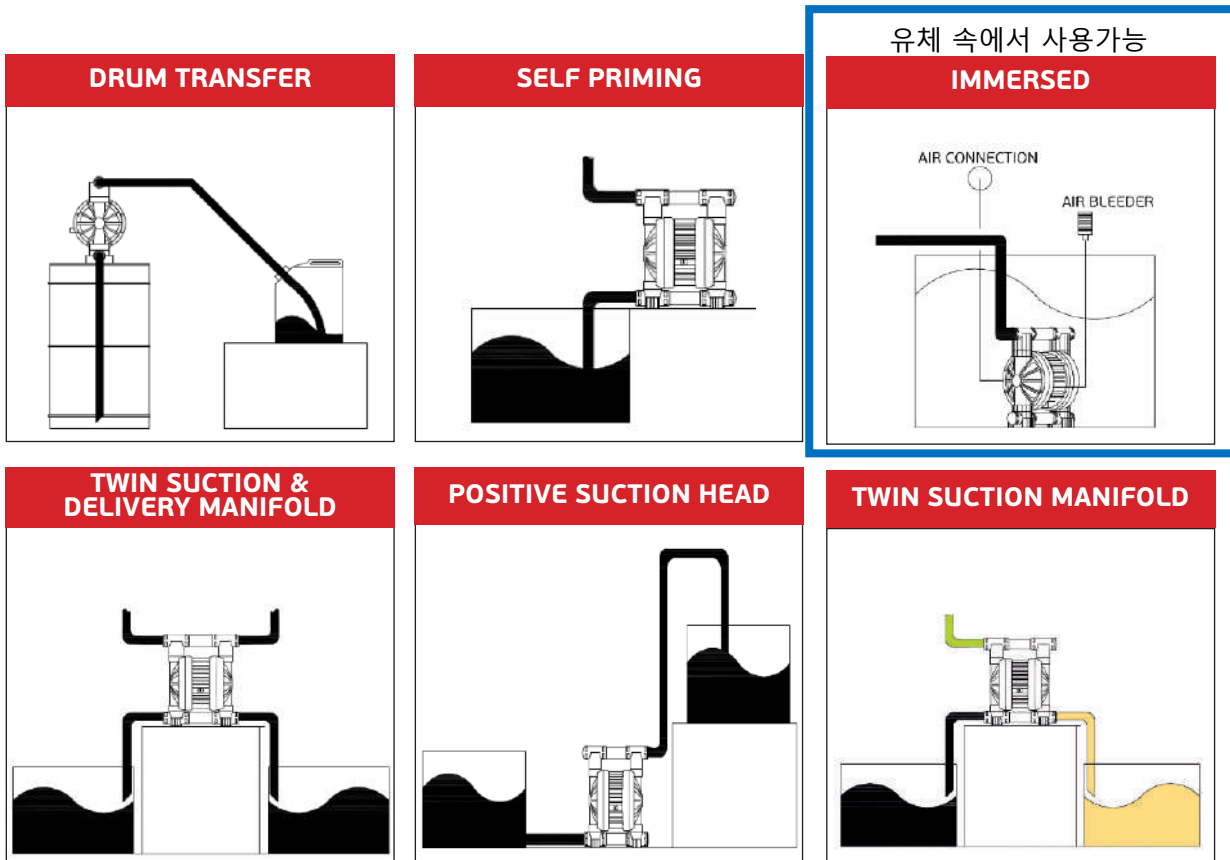 DRUM TRANSFER
SELF PRIMING
유체 속에서 사용가능
IMMERSED
AIR CONNECTION
AIR BLEEDER
TWIN SUCTION &
DELIVERY MANIFOLD
POSITIVE SUCTION HEAD
TWIN SUCTION MANIFOLD